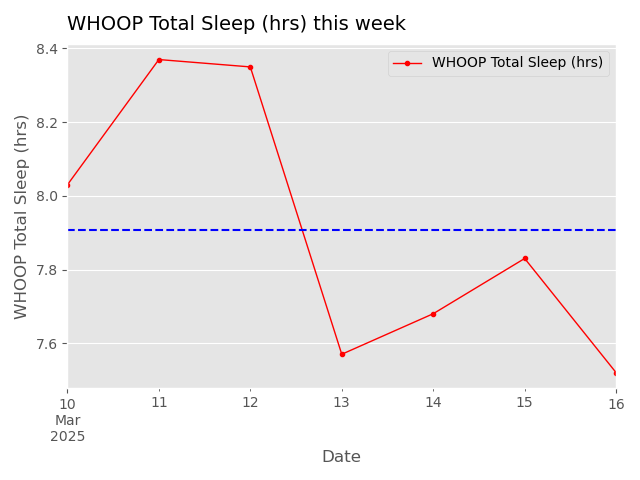 WHOOP Total Sleep (hrs) this week
WHOOP Total Sleep (hrs)
WHOOP Total Sleep (hrs)
8.4
8.2
8.0
7.8
7.6
10 11 12 13 14 15 16
Mar
2025
Date